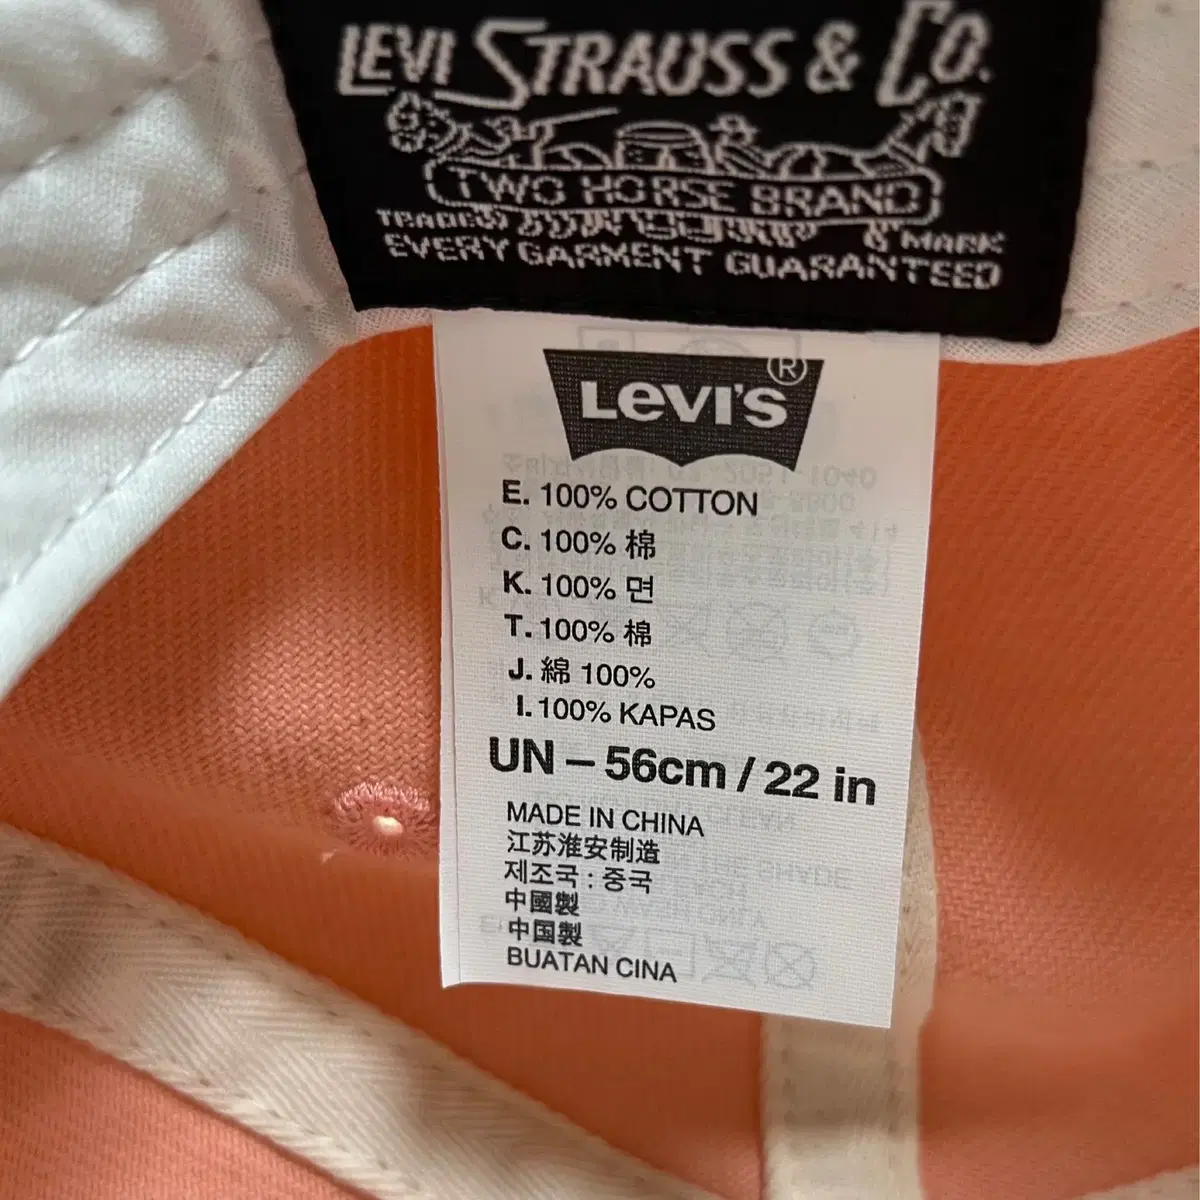 LEVI STRAUSS & CO.
TWO HORSE BRAND
TRADE MARK
EVERY GARMENT GUARANTEED
LEVI'S®
E. 100% COTTON
C. 100% 棉
K. 100% 면
T. 100% 棉
J. 綿 100%
I. 100% KAPAS
UN – 56cm / 22 in
MADE IN CHINA
江苏淮安制造
제조국 : 중국
中國製
中国製
BUATAN CINA